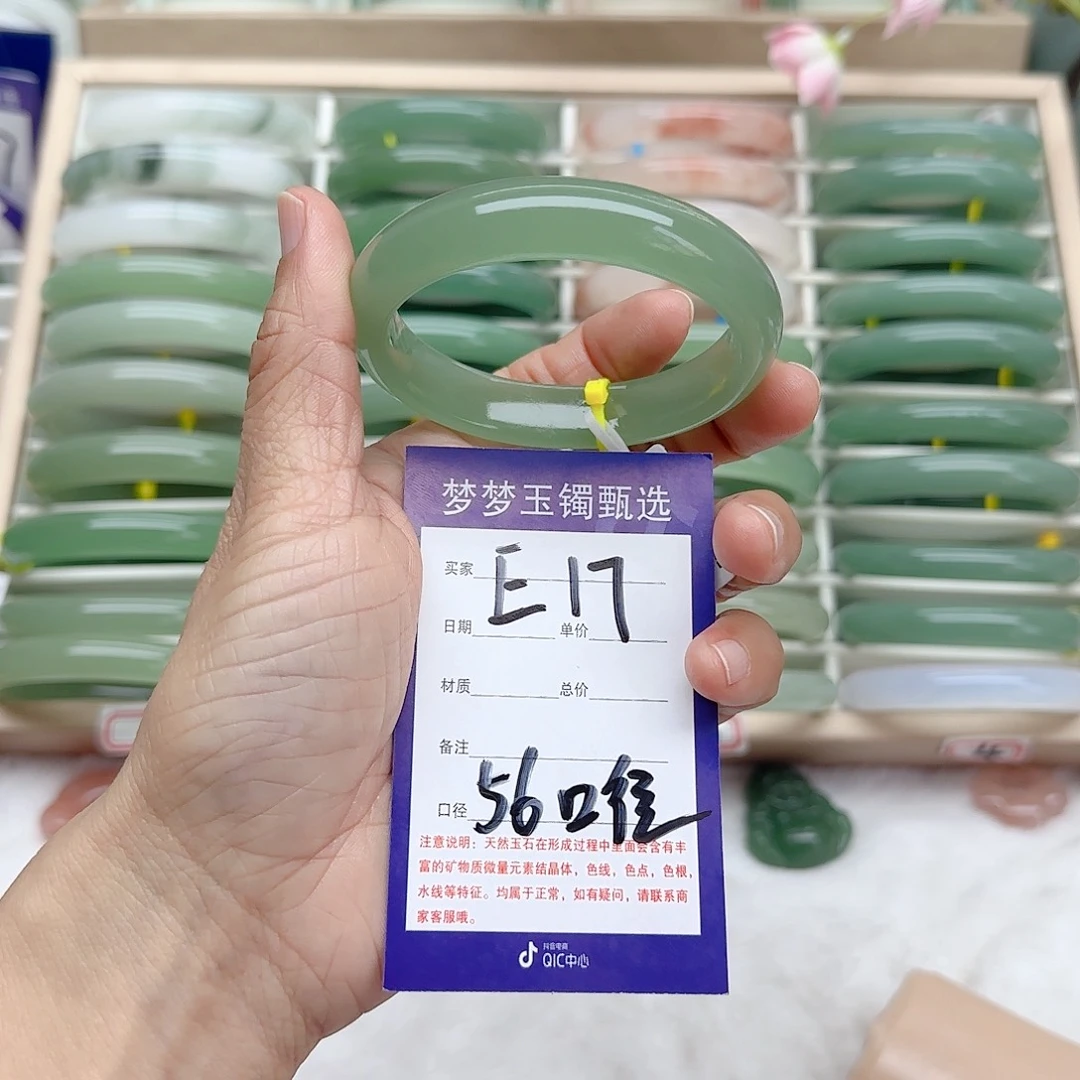 梦梦玉镯甄选
买家 E17
日期 单价
材质 总价
备注
口径 56口径
注意说明：天然玉石在形成过程中里面会含有丰
富的矿物质微量元素结晶体，色线，色点，色根，
水线等特征。均属于正常，如有疑问，请联系商
家客服哦。
抖音电商
QIC中心